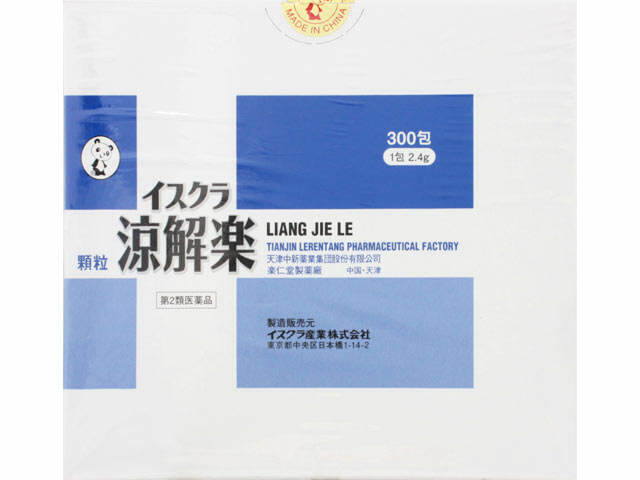 MADE IN CHINA
300包
1包 2.4g
イスクラ
涼解楽
顆粒
LIANG JIE LE
TIANJIN LERENTANG PHARMACEUTICAL FACTORY
天津中新薬業集団股份有限公司
楽仁堂製薬廠 中国・天津
第2類医薬品
製造販売元
イスクラ産業株式会社
東京都中央区日本橋1-14-2